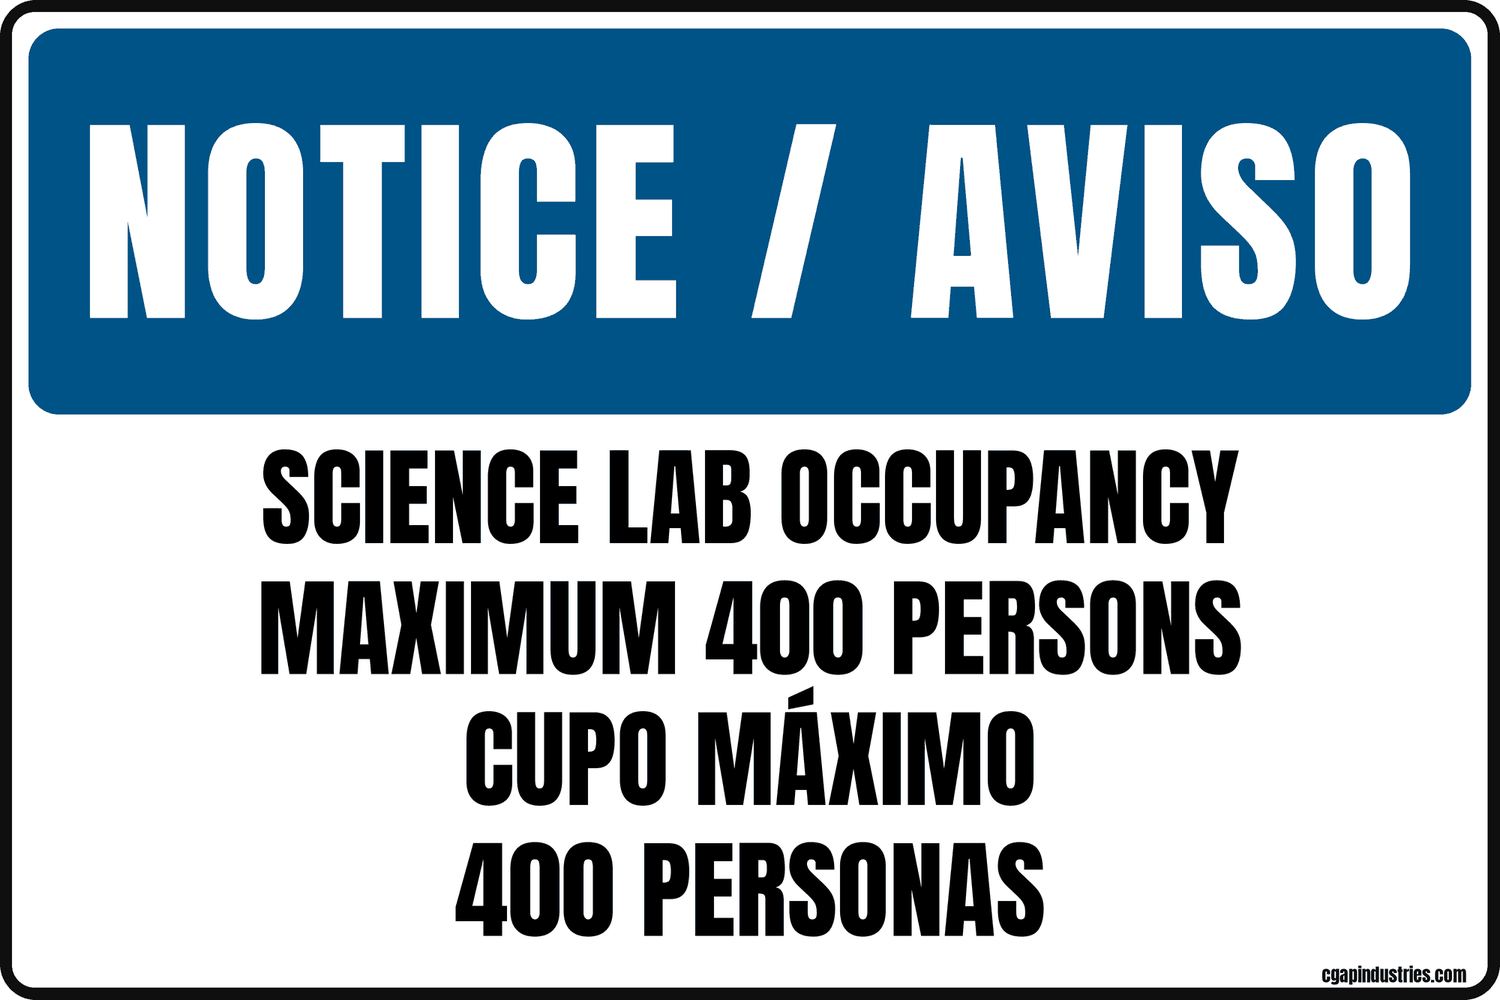 NOTICE / AVISO
SCIENCE LAB OCCUPANCY
MAXIMUM 400 PERSONS
CUPO MÁXIMO
400 PERSONAS
cgapindustries.com